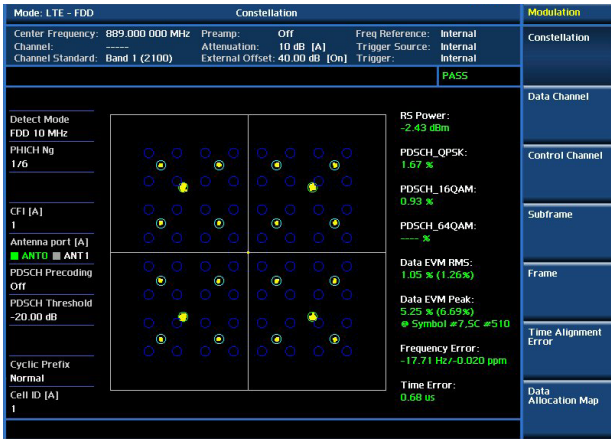 Mode: LTE - FDD
Constellation
Modulation
Center Frequency: 889.000 000 MHz Preamp: Off Freq Reference: Internal
Channel: ----- Attenuation: 10 dB [A] Trigger Source: Internal
Channel Standard: Band 1 (2100) External Offset: 40.00 dB [On] Trigger: Internal
PASS
Detect Mode
FDD 10 MHz
PHICH Ng
1/6
CFI [A]
1
Antenna port [A]
ANT0 ANT1
PDSCH Precoding
Off
PDSCH Threshold
-20.00 dB
Cyclic Prefix
Normal
Cell ID [A]
1
RS Power:
-2.43 dBm
PDSCH_QPSK:
1.67 %
PDSCH_16QAM:
0.93 %
PDSCH_64QAM:
---- %
Data EVM RMS:
1.05 % (1.26%)
Data EVM Peak:
5.25 % (6.69%)
@ Symbol #7,SC #510
Frequency Error:
-17.71 Hz/-0.020 ppm
Time Error:
0.68 us
Constellation
Data Channel
Control Channel
Subframe
Frame
Time Alignment
Error
Data
Allocation Map